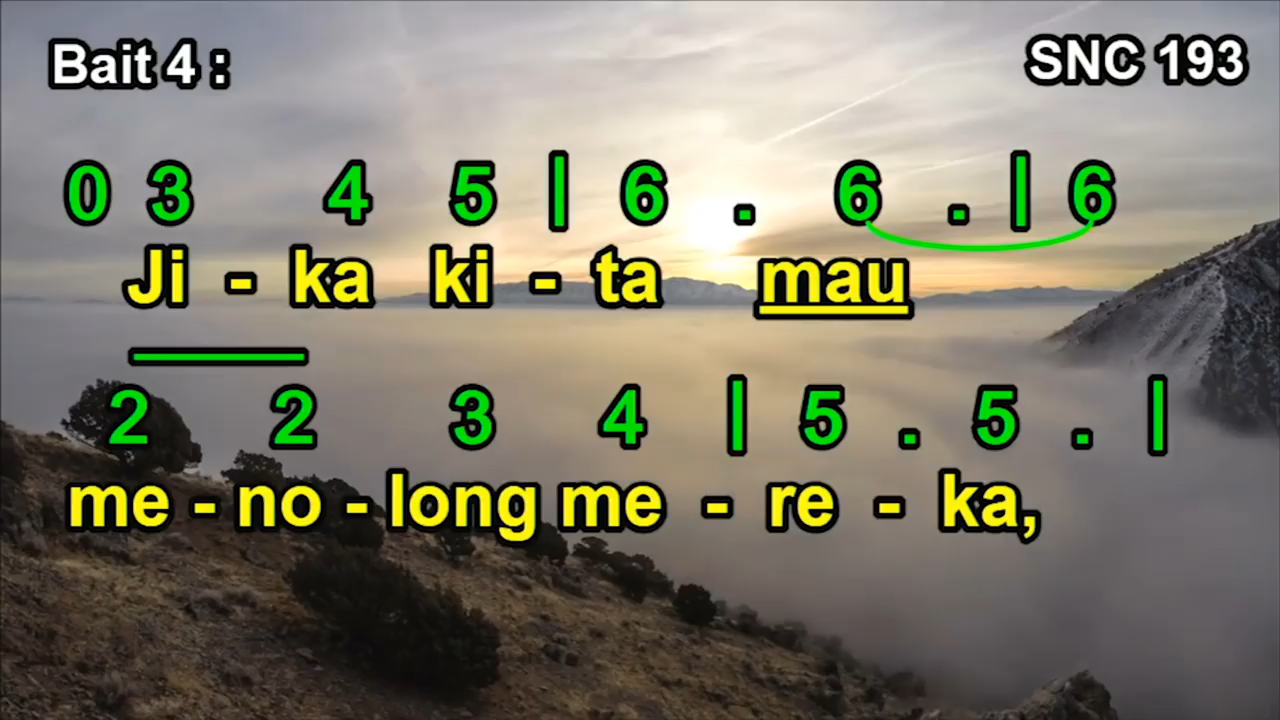 Bait 4 : SNC 193
0 3 4 5 | 6 . 6 . | 6
Ji - ka ki - ta mau
2 2 3 4 | 5 . 5 . |
me - no - long me - re - ka,